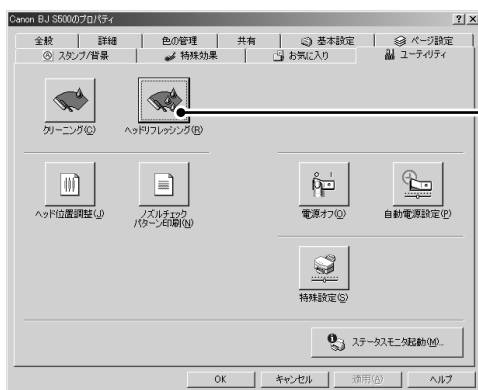 Canon BJ S500のプロパティ
全般 詳細 色の管理 共有 基本設定 ページ設定
スタンプ/背景 特殊効果 お気に入り ユーティリティ
クリーニング(C) ヘッドリフレッシング(R)
ヘッド位置調整(J) ノズルチェック
パターン印刷(N) 電源オフ(O) 自動電源設定(P)
特殊設定(S)
ステータスモニタ起動(M)...
OK キャンセル 適用(A) ヘルプ